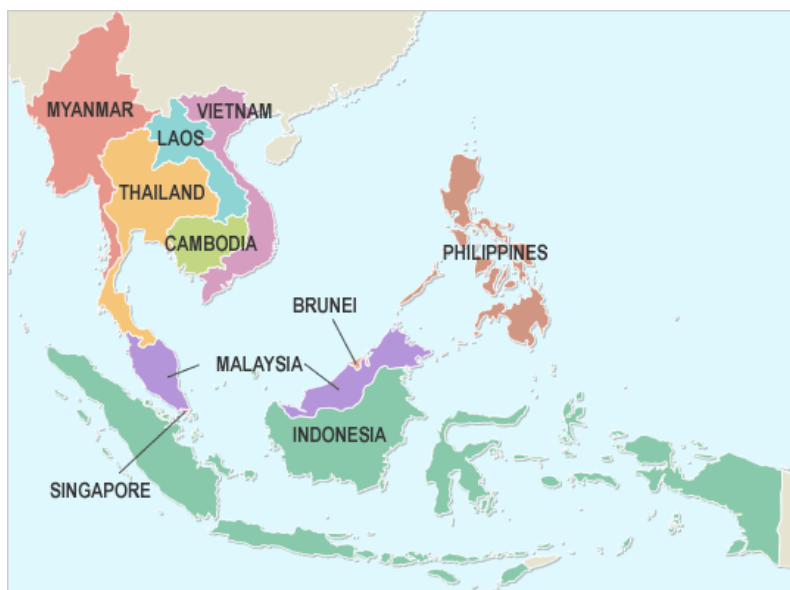 MYANMAR
VIETNAM
LAOS
THAILAND
CAMBODIA
PHILIPPINES
BRUNEI
MALAYSIA
INDONESIA
SINGAPORE